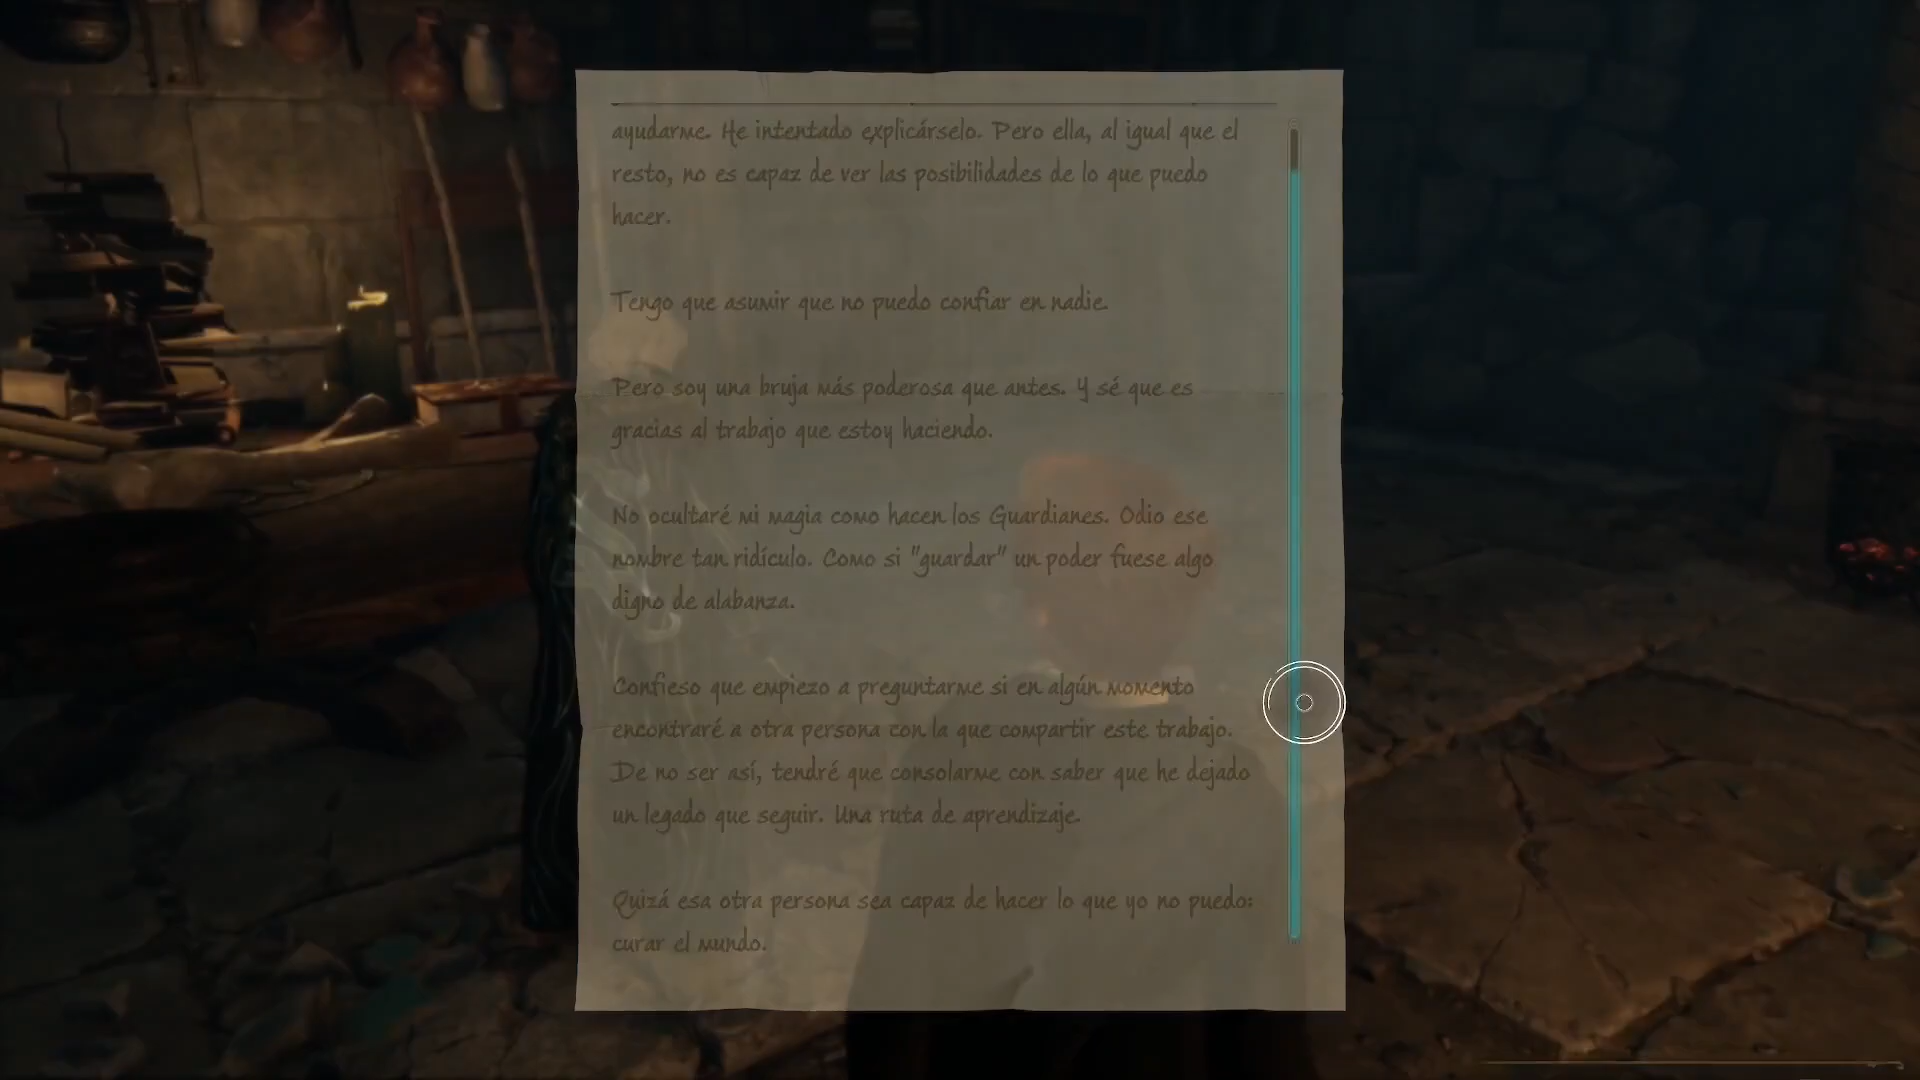 ayudarme. He intentado explicárselo. Pero ella, al igual que el
resto, no es capaz de ver las posibilidades de lo que puedo
hacer.
Tengo que asumir que no puedo confiar en nadie.
Pero soy una bruja más poderosa que antes. Y sé que es
gracias al trabajo que estoy haciendo.
No ocultaré mi magia como hacen los Guardianes. Odio ese
nombre tan ridículo. Como si "guardar" un poder fuese algo
digno de alabanza.
Confieso que empiezo a preguntarme si en algún momento
encontraré a otra persona con la que compartir este trabajo.
De no ser así, tendré que consolarme con saber que he dejado
un legado que seguir. Una ruta de aprendizaje.
Quizá esa otra persona sea capaz de hacer lo que yo no puedo:
curar el mundo.